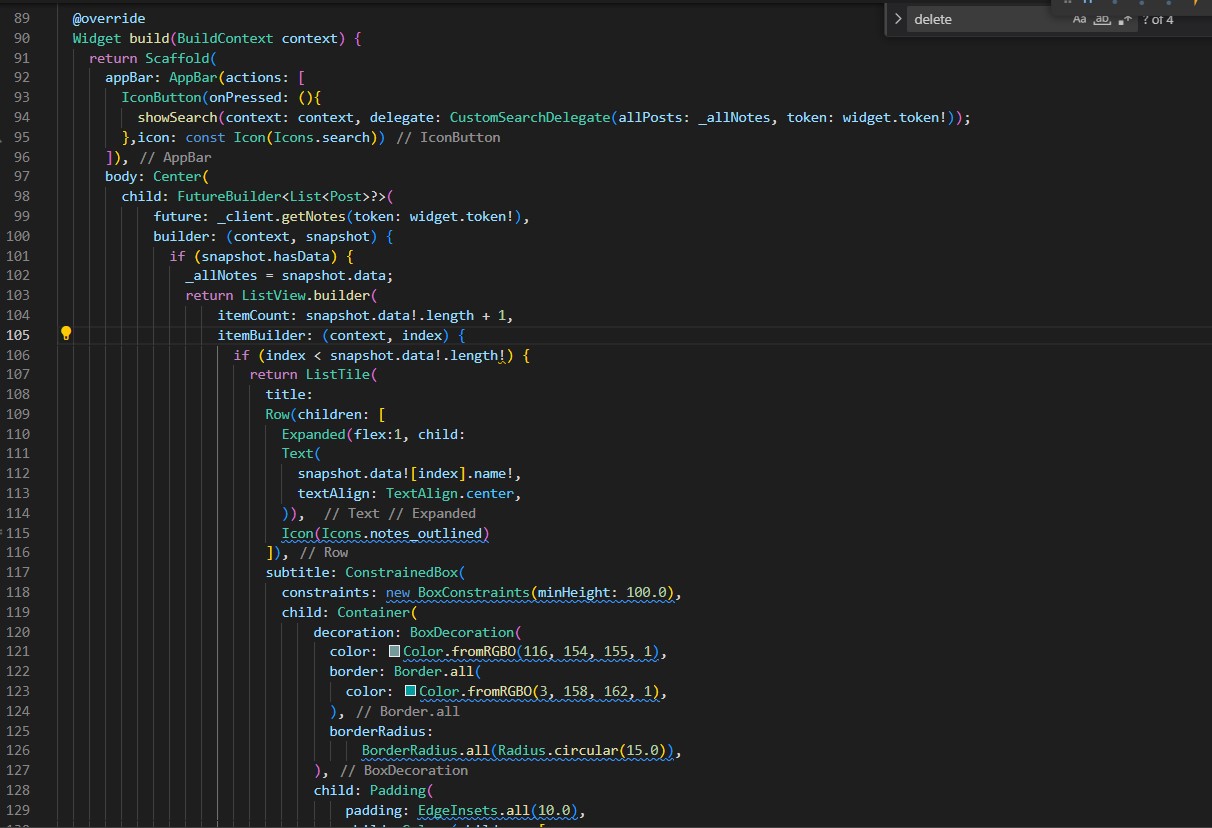 delete
Aa ab ? of 4
89 @override
90 Widget build(BuildContext context) {
91 return Scaffold(
92 appBar: AppBar(actions: [
93 IconButton(onPressed: (){
94 showSearch(context: context, delegate: CustomSearchDelegate(allPosts: _allNotes, token: widget.token!));
95 },icon: const Icon(Icons.search)) // IconButton
96 ]), // AppBar
97 body: Center(
98 child: FutureBuilder<List<Post>?>(
99 future: _client.getNotes(token: widget.token!),
100 builder: (context, snapshot) {
101 if (snapshot.hasData) {
102 _allNotes = snapshot.data;
103 return ListView.builder(
104 itemCount: snapshot.data!.length + 1,
105 itemBuilder: (context, index) {
106 if (index < snapshot.data!.length!) {
107 return ListTile(
108 title:
109 Row(children: [
110 Expanded(flex:1, child:
111 Text(
112 snapshot.data![index].name!,
113 textAlign: TextAlign.center,
114 )), // Text // Expanded
115 Icon(Icons.notes_outlined)
116 ]), // Row
117 subtitle: ConstrainedBox(
118 constraints: new BoxConstraints(minHeight: 100.0),
119 child: Container(
120 decoration: BoxDecoration(
121 color: Color.fromRGBO(116, 154, 155, 1),
122 border: Border.all(
123 color: Color.fromRGBO(3, 158, 162, 1),
124 ), // Border.all
125 borderRadius:
126 BorderRadius.all(Radius.circular(15.0)),
127 ), // BoxDecoration
128 child: Padding(
129 padding: EdgeInsets.all(10.0),